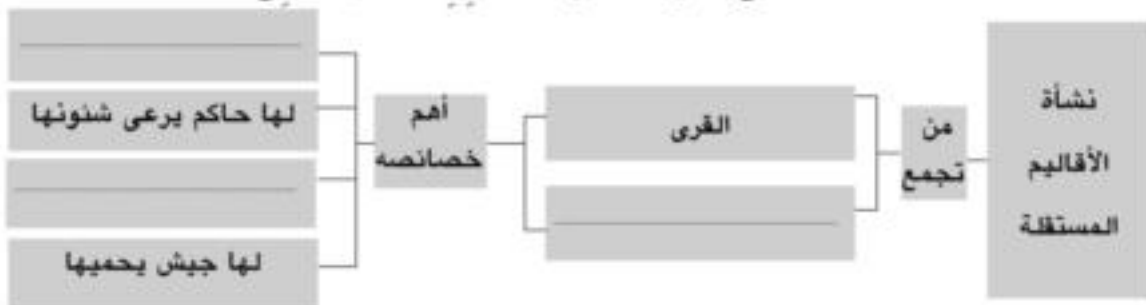 نشأة
الأقاليم
المستقلة
من
تجمع
القرى
أهم
خصائصه
لها حاكم يرعى شئونها
لها جيش يحميها